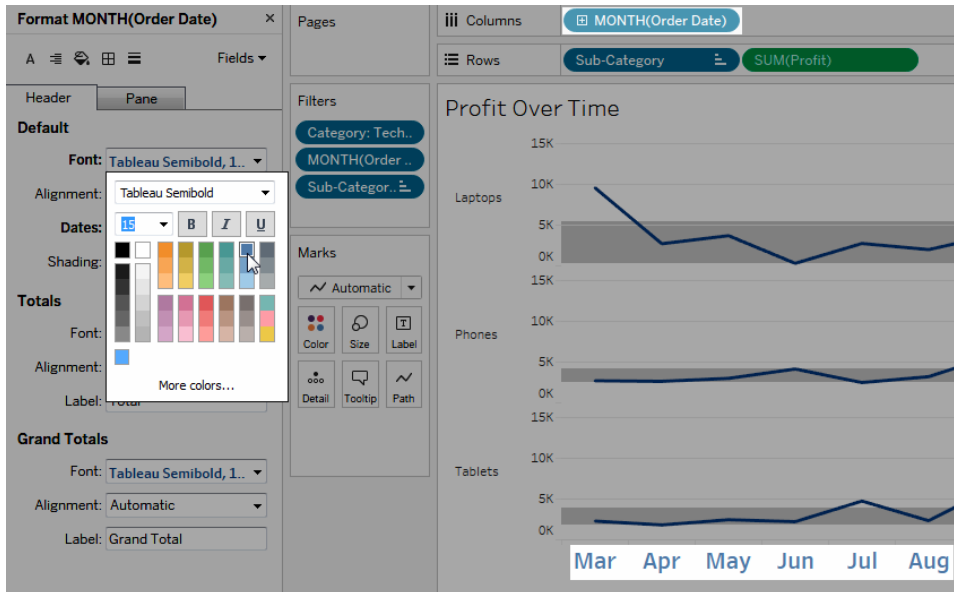 Format MONTH(Order Date) ×
A Fields
Header Pane
Default
Font: Tableau Semibold, 1..
Alignment: Tableau Semibold
Dates: 15 B I U
Shading:
Totals
Font:
Alignment:
More colors...
Label: Total
Grand Totals
Font: Tableau Semibold, 1..
Alignment: Automatic
Label: Grand Total
Pages
Filters
Category: Tech..
MONTH(Order ..
Sub-Categor..
Marks
Automatic
Color Size T Label
Detail Tooltip Path
Columns MONTH(Order Date)
Rows Sub-Category SUM(Profit)
Profit Over Time
Laptops
15K
10K
5K
0K
Phones
15K
10K
5K
0K
Tablets
15K
10K
5K
0K
Mar Apr May Jun Jul Aug